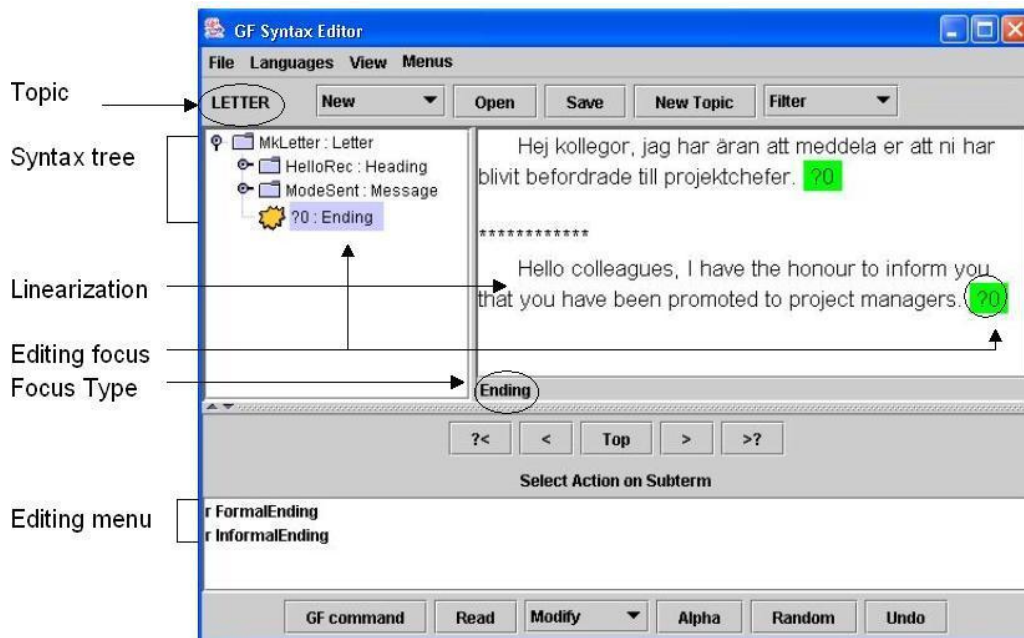 GF Syntax Editor
File Languages View Menus
Topic
LETTER New Open Save New Topic Filter
Syntax tree
MkLetter : Letter
HelloRec : Heading
ModeSent : Message
?0 : Ending
Hej kollegor, jag har äran att meddela er att ni har
blivit befordrade till projektchefer. ?0
************
Linearization
Hello colleagues, I have the honour to inform you
that you have been promoted to project managers. ?0
Editing focus
Focus Type
Ending
?< < Top > >?
Select Action on Subterm
Editing menu
r FormalEnding
r InformalEnding
GF command Read Modify Alpha Random Undo